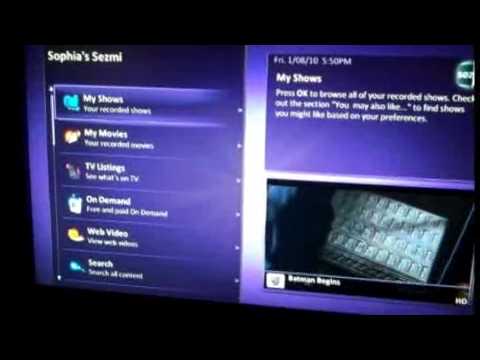 Sophia's Sezmi
My Shows
Your recorded shows
My Movies
Your recorded movies
TV Listings
See what's on TV
On Demand
Free and paid On Demand
Web Video
View web videos
Search
Search all content
Fri. 1/08/10 5:50PM
My Shows
Press OK to browse all of your recorded shows. Check
out the section "You may also like..." to find shows
you might like based on your preferences.
Batman Begins
HD